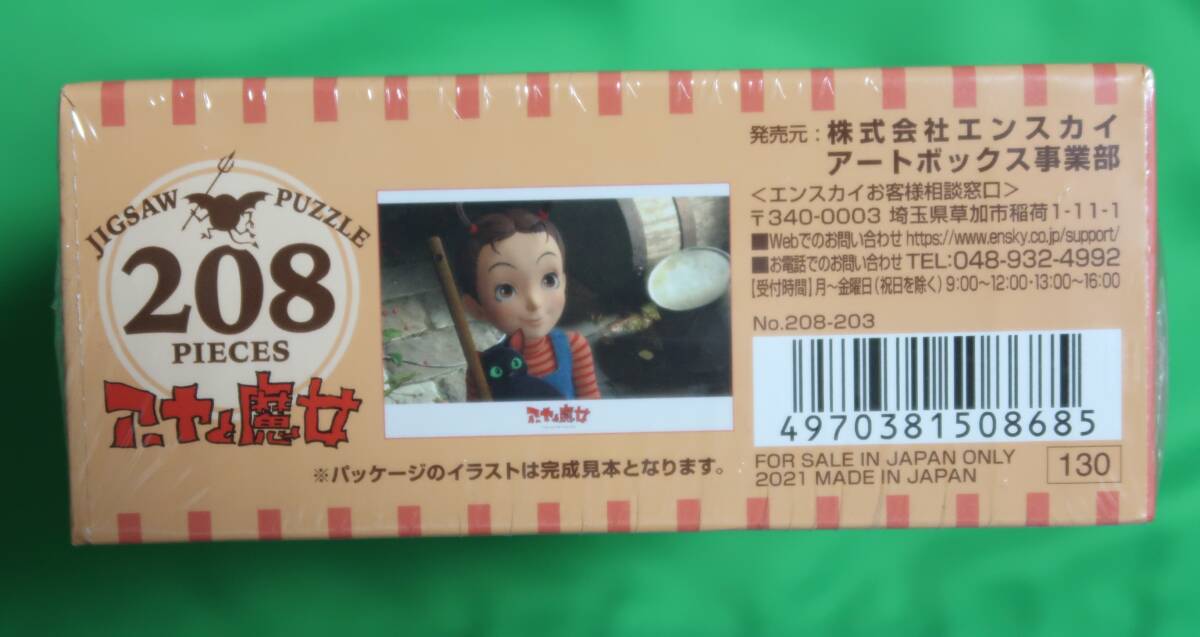 JIGSAW PUZZLE
208
PIECES
アーヤと魔女
アーヤと魔女
※パッケージのイラストは完成見本となります。
発売元：株式会社エンスカイ
アートボックス事業部
＜エンスカイお客様相談窓口＞
〒340-0003 埼玉県草加市稲荷1-11-1
■Webでのお問い合わせ https://www.ensky.co.jp/support/
■お電話でのお問い合わせ TEL:048-932-4992
【受付時間】月～金曜日(祝日を除く) 9:00～12:00・13:00～16:00
No.208-203
4970381508685
FOR SALE IN JAPAN ONLY
2021 MADE IN JAPAN
130